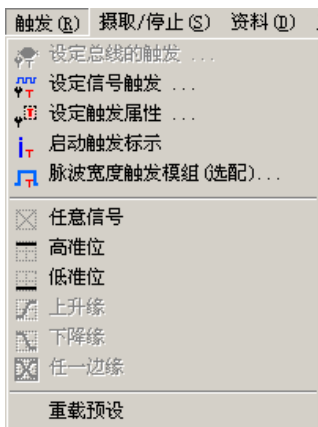 触发(R) 摄取/停止(S) 资料(D)
设定总线的触发 ...
设定信号触发 ...
设定触发属性 ...
启动触发标示
脉波宽度触发模组(选配)...
任意信号
高准位
低准位
上升缘
下降缘
任一边缘
重载预设